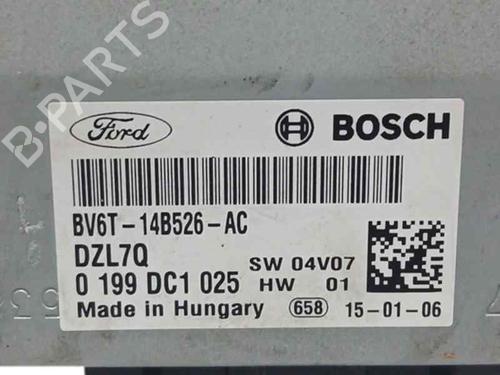 B-PARTS
Ford
BOSCH
BV6T-14B526-AC
DZL7Q
0 199 DC1 025
SW 04V07
HW 01
Made in Hungary
658
15-01-06